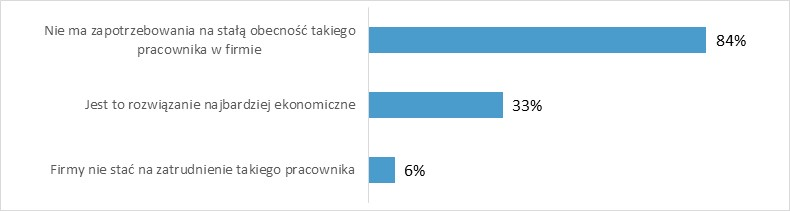 Nie ma zapotrzebowania na stałą obecność takiego
pracownika w firmie
84%
Jest to rozwiązanie najbardziej ekonomiczne
33%
Firmy nie stać na zatrudnienie takiego pracownika
6%